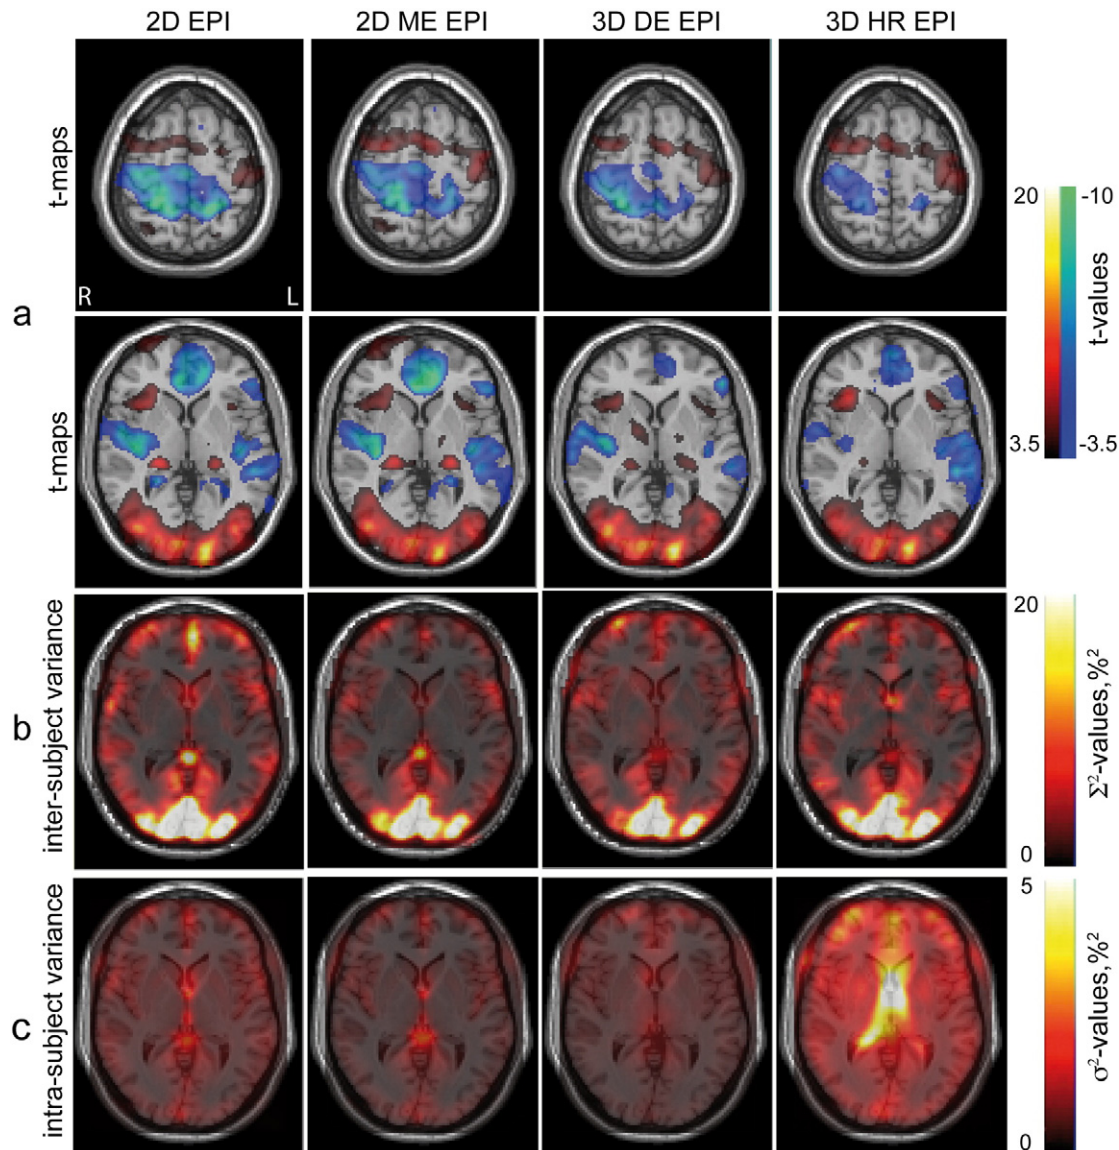 2D EPI
2D ME EPI
3D DE EPI
3D HR EPI
t-maps
R
L
20
-10
t-values
3.5
-3.5
a
t-maps
b
inter-subject variance
20
Σ²-values,%²
0
c
intra-subject variance
5
σ²-values,%²
0